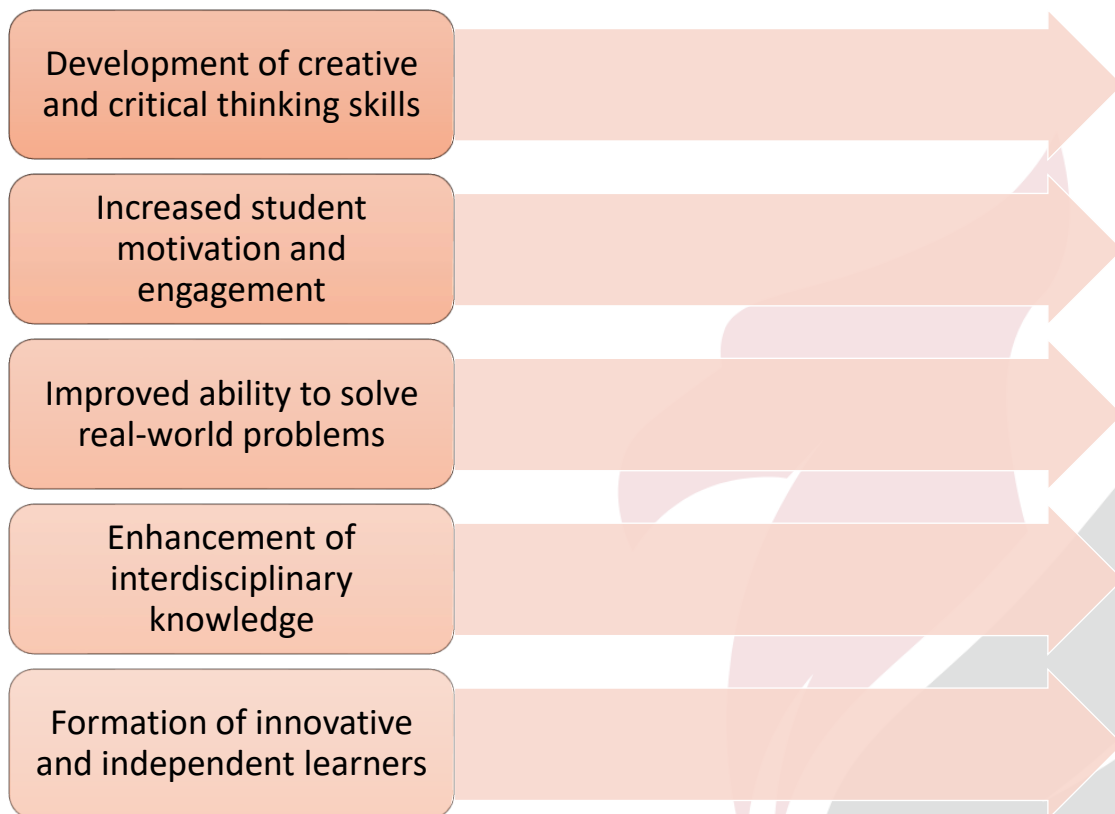 Development of creative
and critical thinking skills
Increased student
motivation and
engagement
Improved ability to solve
real-world problems
Enhancement of
interdisciplinary
knowledge
Formation of innovative
and independent learners